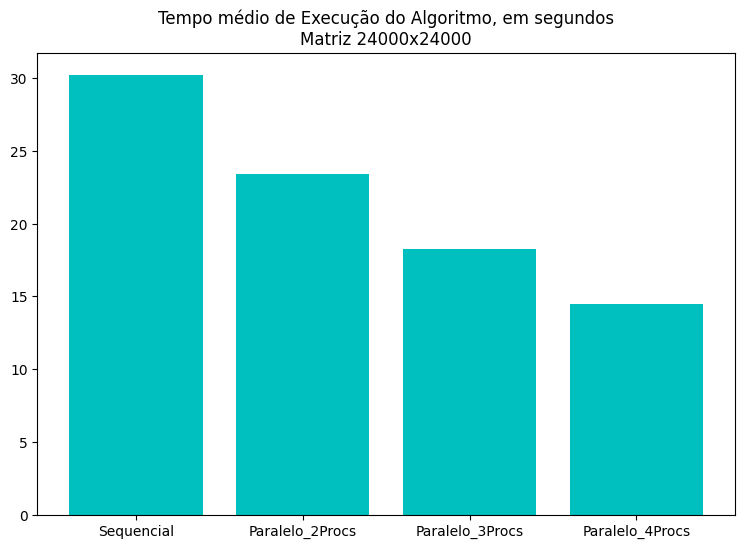 Tempo médio de Execução do Algoritmo, em segundos
Matriz 24000x24000
30
25
20
15
10
5
0
Sequencial Paralelo_2Procs Paralelo_3Procs Paralelo_4Procs